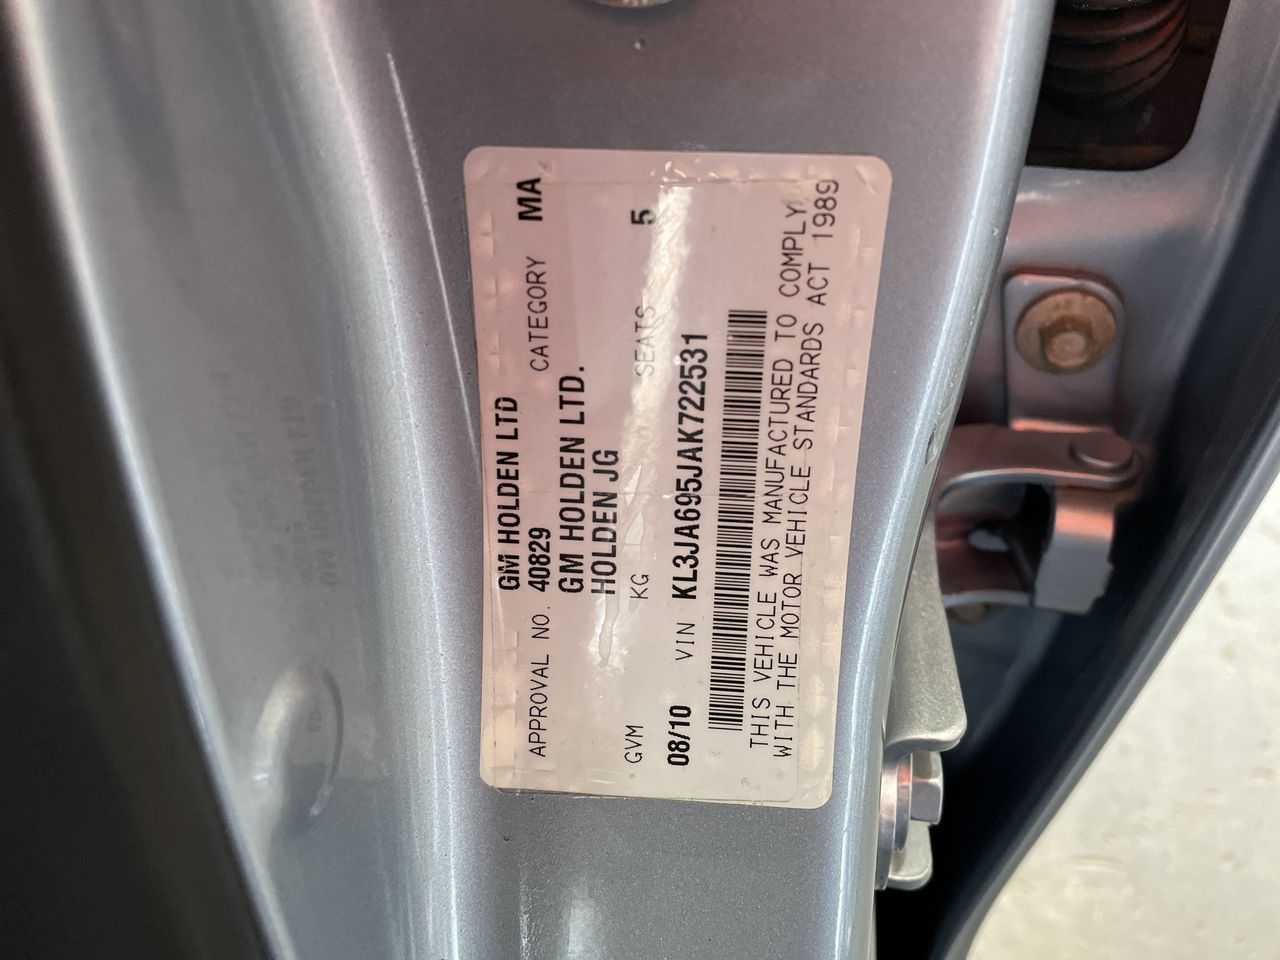 GM HOLDEN LTD
APPROVAL NO. 40829 CATEGORY MA
GM HOLDEN LTD.
HOLDEN JG
GVM KG SEATS 5
08/10 VIN KL3JA695JAK722531
THIS VEHICLE WAS MANUFACTURED TO COMPLY
WITH THE MOTOR VEHICLE STANDARDS ACT 1989